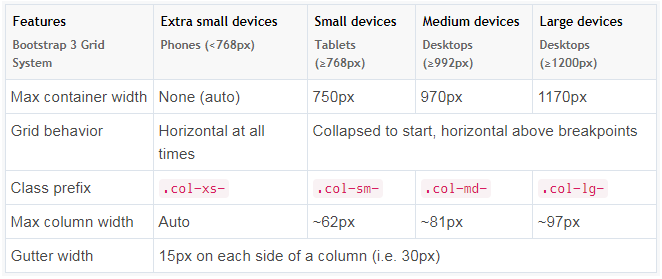 Features Extra small devices Small devices Medium devices Large devices
Bootstrap 3 Grid Phones (<768px) Tablets Desktops Desktops
System (≥768px) (≥992px) (≥1200px)
Max container width None (auto) 750px 970px 1170px
Grid behavior Horizontal at all Collapsed to start, horizontal above breakpoints
times
Class prefix .col-xs- .col-sm- .col-md- .col-lg-
Max column width Auto ~62px ~81px ~97px
Gutter width 15px on each side of a column (i.e. 30px)